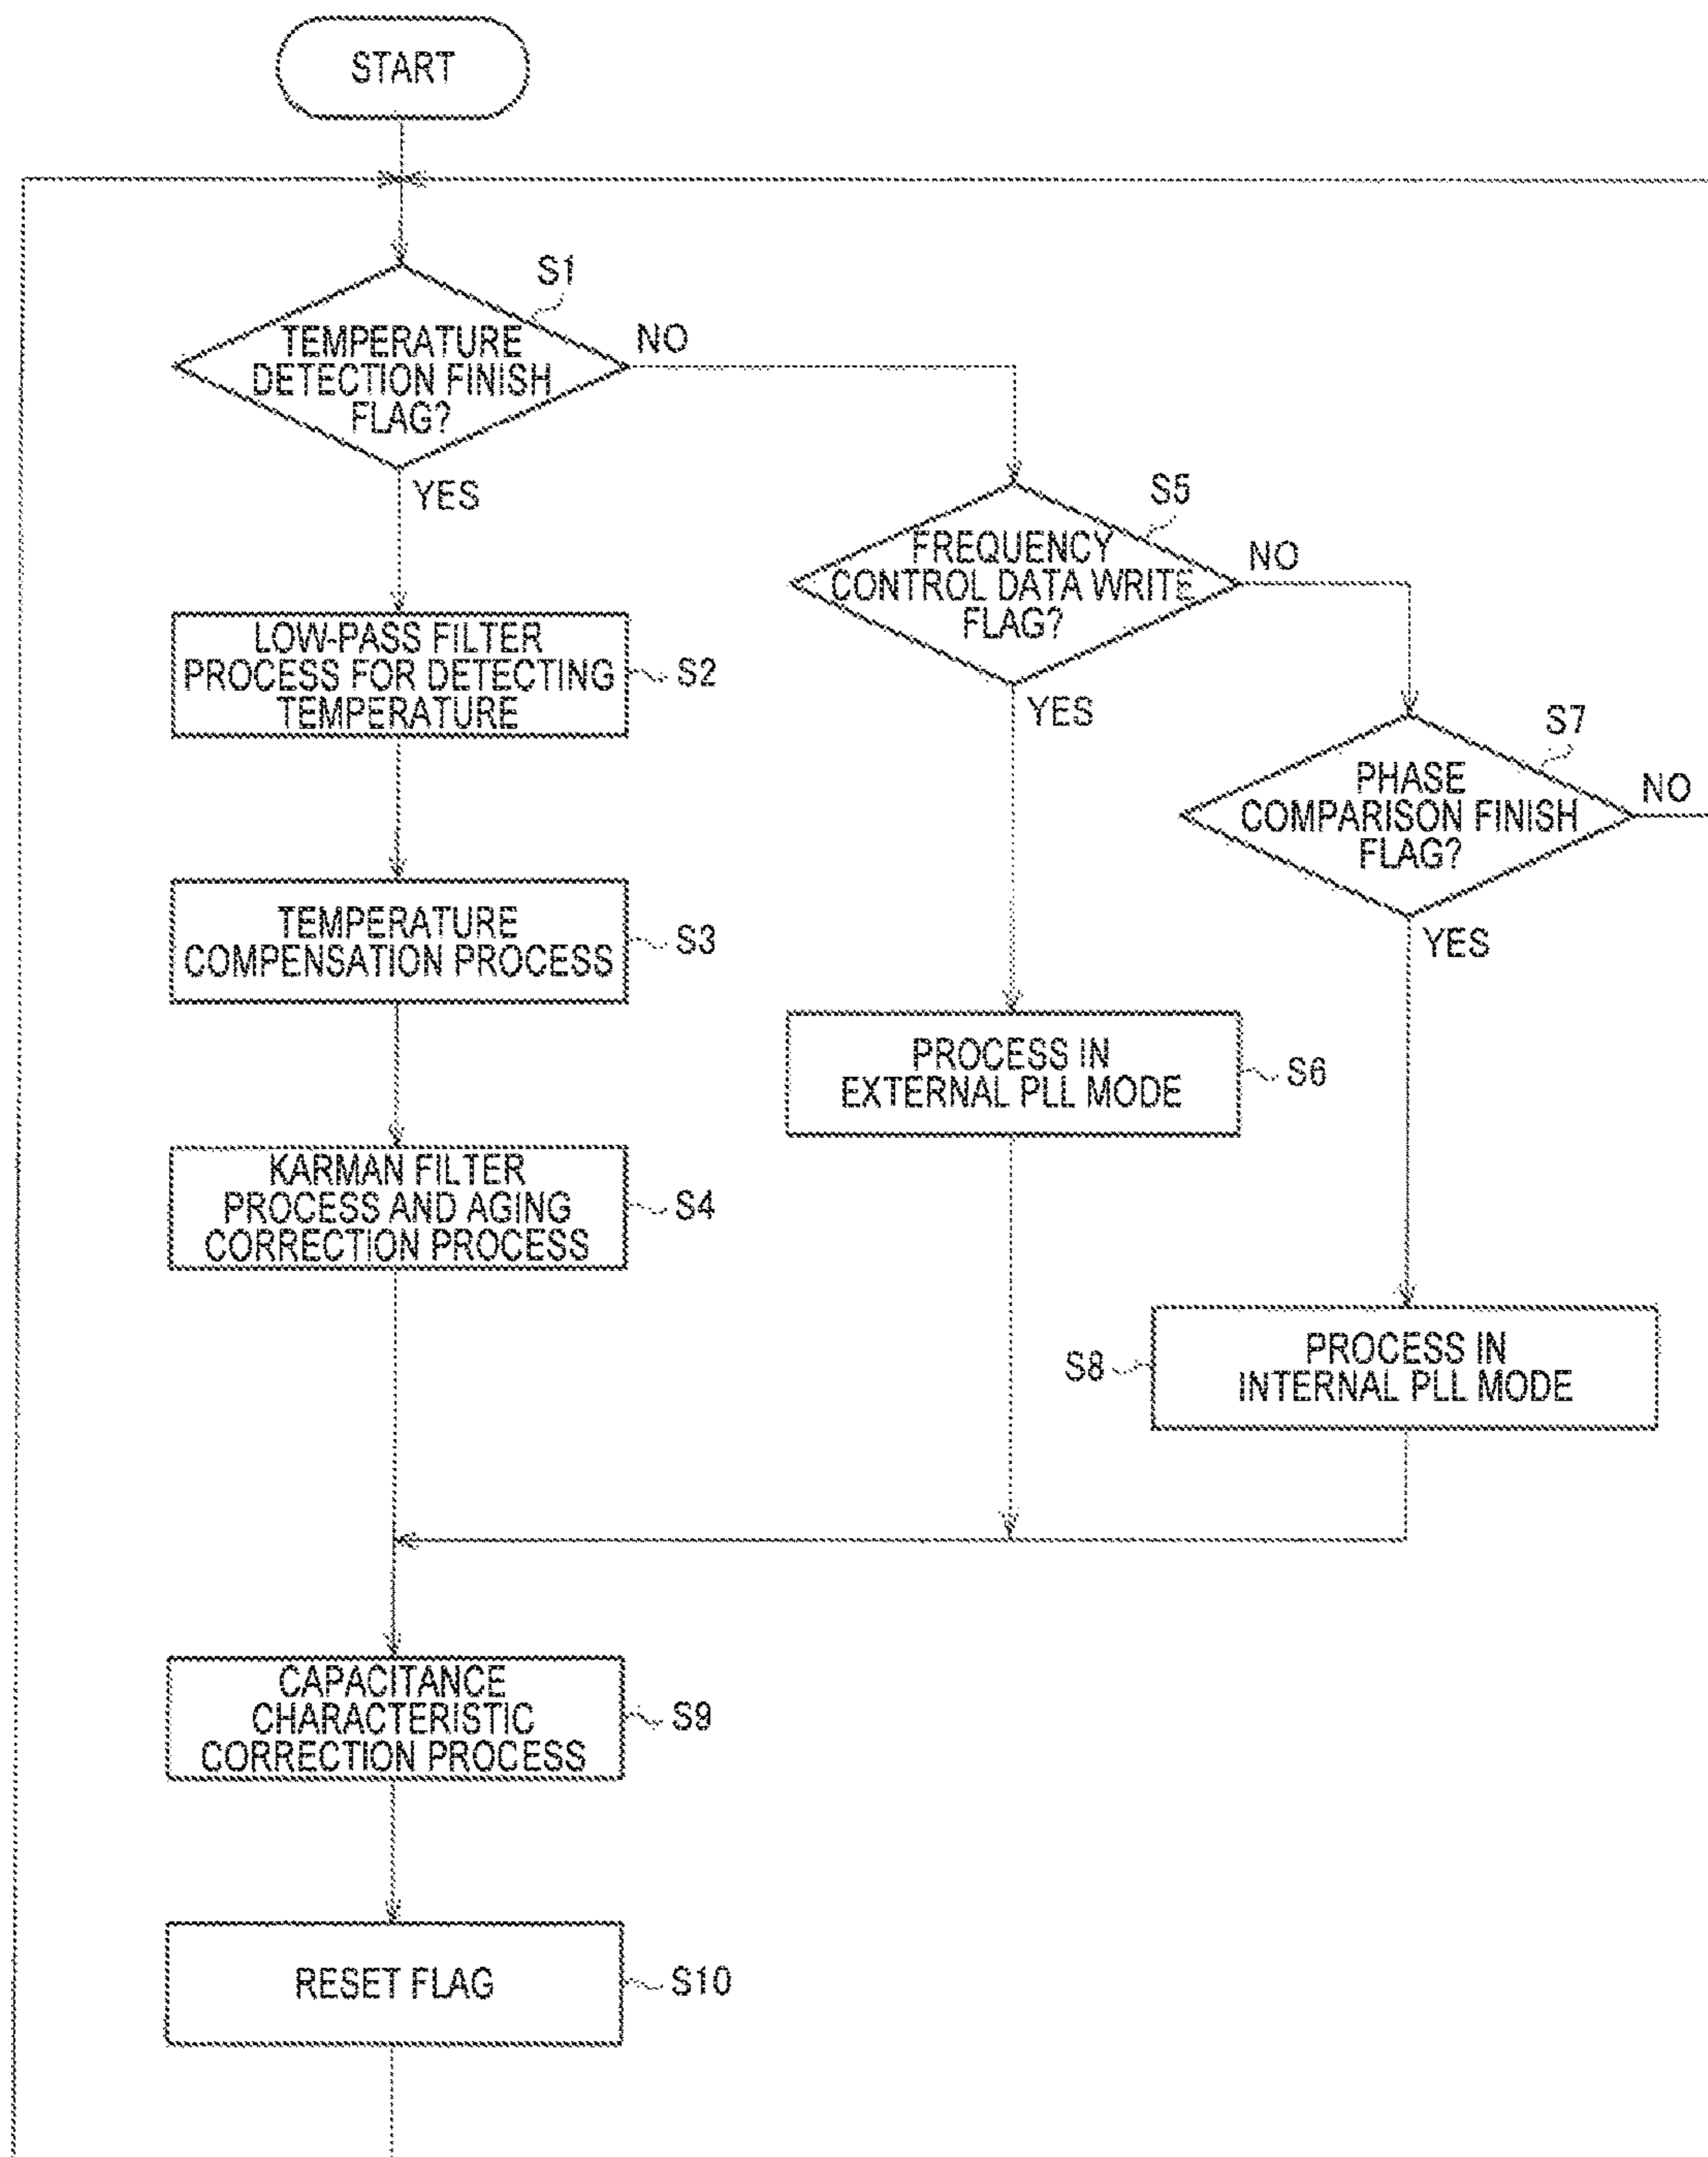 START
S1
TEMPERATURE
DETECTION FINISH
FLAG?
NO
YES
S5
FREQUENCY
CONTROL DATA WRITE
FLAG?
NO
YES
LOW-PASS FILTER
PROCESS FOR DETECTING
TEMPERATURE
S2
S7
PHASE
COMPARISON FINISH
FLAG?
NO
YES
TEMPERATURE
COMPENSATION PROCESS
S3
PROCESS IN
EXTERNAL PLL MODE
S6
KARMAN FILTER
PROCESS AND AGING
CORRECTION PROCESS
S4
S8
PROCESS IN
INTERNAL PLL MODE
CAPACITANCE
CHARACTERISTIC
CORRECTION PROCESS
S9
RESET FLAG
S10